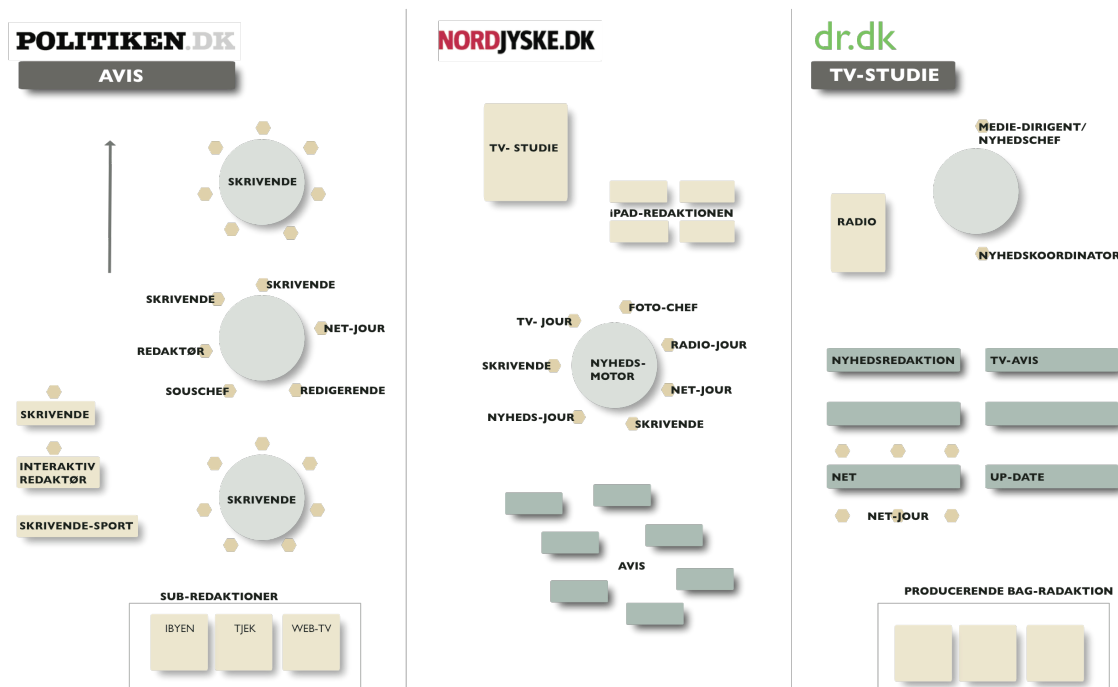 POLITIKEN.DK
AVIS
SKRIVENDE
SKRIVENDE
SKRIVENDE
NET-JOUR
REDAKTØR
SOUSCHEF
REDIGERENDE
SKRIVENDE
INTERAKTIV
REDAKTØR
SKRIVENDE
SKRIVENDE-SPORT
SUB-REDAKTIONER
IBYEN
TJEK
WEB-TV
NORDJYSKE.DK
TV- STUDIE
iPAD-REDAKTIONEN
FOTO-CHEF
TV- JOUR
RADIO-JOUR
SKRIVENDE
NYHEDS-
MOTOR
NET-JOUR
NYHEDS-JOUR
SKRIVENDE
AVIS
dr.dk
TV-STUDIE
MEDIE-DIRIGENT/
NYHEDSCHEF
RADIO
NYHEDSKOORDINATOR
NYHEDSREDAKTION
TV-AVIS
NET
UP-DATE
NET-JOUR
PRODUCERENDE BAG-RADAKTION